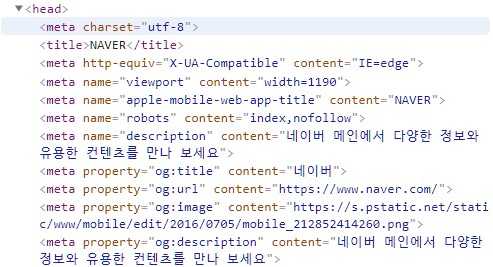 ▼<head>
<meta charset="utf-8">
<title>NAVER</title>
<meta http-equiv="X-UA-Compatible" content="IE=edge">
<meta name="viewport" content="width=1190">
<meta name="apple-mobile-web-app-title" content="NAVER">
<meta name="robots" content="index,nofollow">
<meta name="description" content="네이버 메인에서 다양한 정보와
유용한 컨텐츠를 만나 보세요">
<meta property="og:title" content="네이버">
<meta property="og:url" content="https://www.naver.com/">
<meta property="og:image" content="https://s.pstatic.net/stati
c/www/mobile/edit/2016/0705/mobile_212852414260.png">
<meta property="og:description" content="네이버 메인에서 다양한
정보와 유용한 컨텐츠를 만나 보세요">